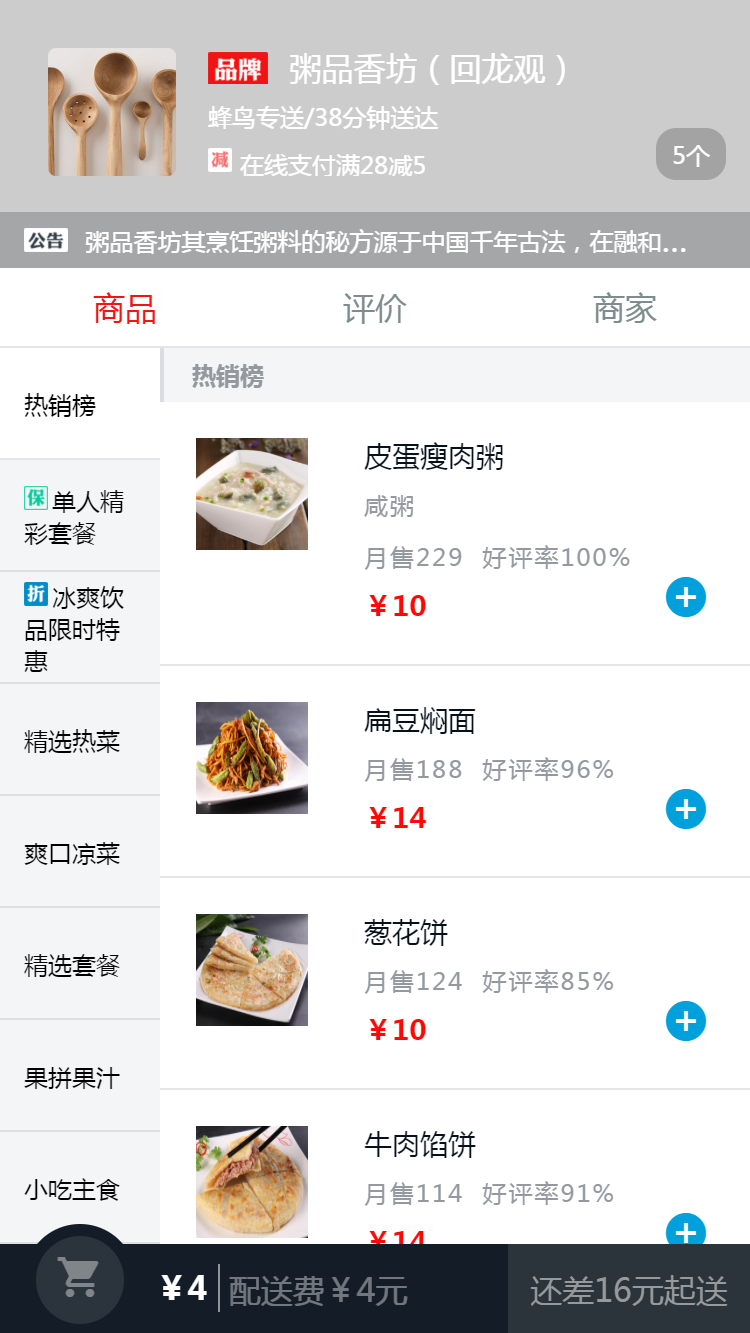 品牌 粥品香坊（回龙观）
蜂鸟专送/38分钟送达
减 在线支付满28减5
5个
公告 粥品香坊其烹饪粥料的秘方源于中国千年古法，在融和...
商品 评价 商家
热销榜
保 单人精
彩套餐
折 冰爽饮
品限时特
惠
精选热菜
爽口凉菜
精选套餐
果拼果汁
小吃主食
热销榜
皮蛋瘦肉粥
咸粥
月售229 好评率100%
¥10
扁豆焖面
月售188 好评率96%
¥14
葱花饼
月售124 好评率85%
¥10
牛肉馅饼
月售114 好评率91%
¥14
¥4 配送费¥4元 还差16元起送